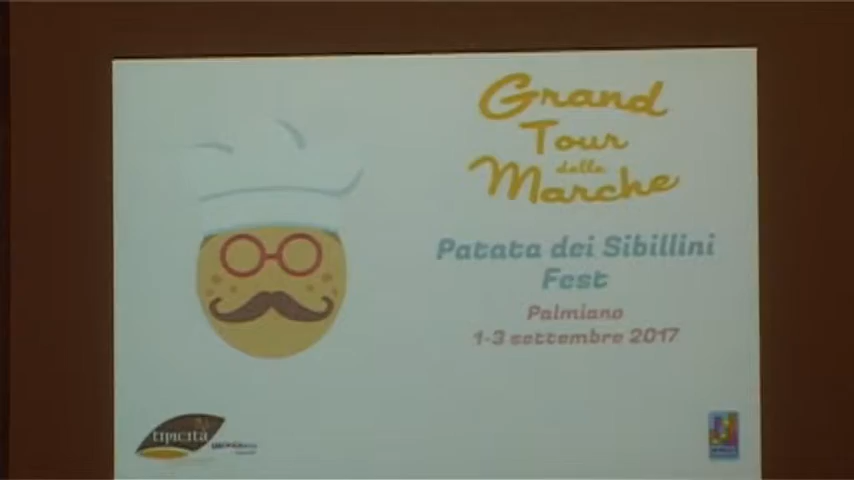 Grand
Tour
delle
Marche
Patata dei Sibillini
Fest
Palmiano
1-3 settembre 2017
tipicità